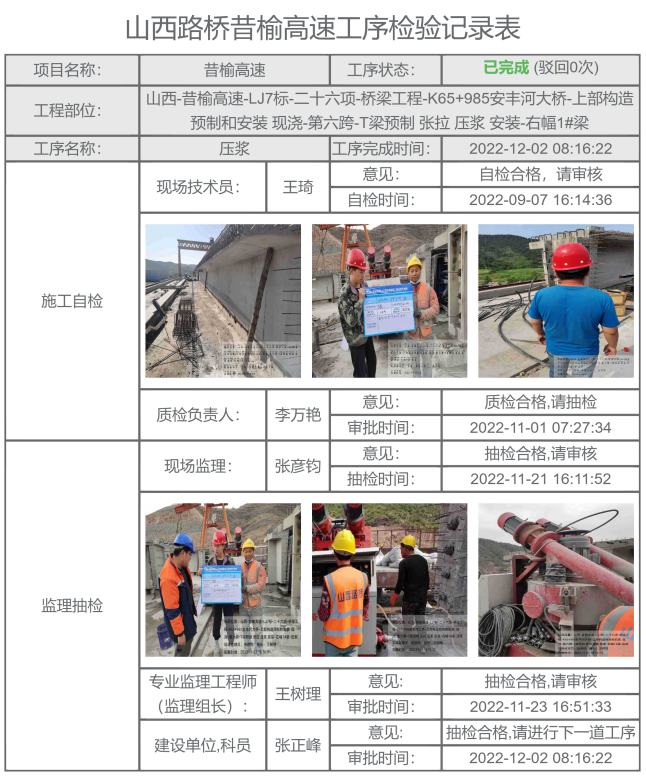 山西路桥昔榆高速工序检验记录表
项目名称: 昔榆高速 工序状态: 已完成 (驳回0次)
工程部位: 山西-昔榆高速-LJ7标-二十六项-桥梁工程-K65+985安丰河大桥-上部构造
预制和安装 现浇-第六跨-T梁预制 张拉 压浆 安装-右幅1#梁
工序名称: 压浆 工序完成时间: 2022-12-02 08:16:22
施工自检
现场技术员: 王琦 意见: 自检合格，请审核
自检时间: 2022-09-07 16:14:36
质检负责人: 李万艳 意见: 质检合格,请抽检
审批时间: 2022-11-01 07:27:34
监理抽检
现场监理: 张彦钧 意见: 抽检合格,请审核
抽检时间: 2022-11-21 16:11:52
山西监理
专业监理工程师
（监理组长）: 王树理 意见: 抽检合格,请审核
审批时间: 2022-11-23 16:51:33
建设单位,科员 张正峰 意见: 抽检合格,请进行下一道工序
审批时间: 2022-12-02 08:16:22